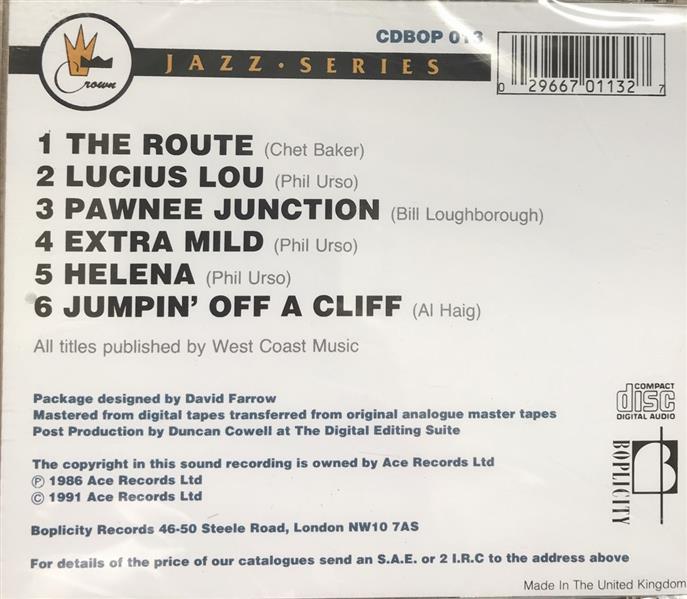 CDBOP 013
Crown
JAZZ · SERIES
0 29667 01132 7
1 THE ROUTE (Chet Baker)
2 LUCIUS LOU (Phil Urso)
3 PAWNEE JUNCTION (Bill Loughborough)
4 EXTRA MILD (Phil Urso)
5 HELENA (Phil Urso)
6 JUMPIN' OFF A CLIFF (Al Haig)
All titles published by West Coast Music
Package designed by David Farrow
Mastered from digital tapes transferred from original analogue master tapes
Post Production by Duncan Cowell at The Digital Editing Suite
COMPACT
disc
DIGITAL AUDIO
BOPLICITY
The copyright in this sound recording is owned by Ace Records Ltd
℗ 1986 Ace Records Ltd
© 1991 Ace Records Ltd
Boplicity Records 46-50 Steele Road, London NW10 7AS
For details of the price of our catalogues send an S.A.E. or 2 I.R.C to the address above
Made In The United Kingdom